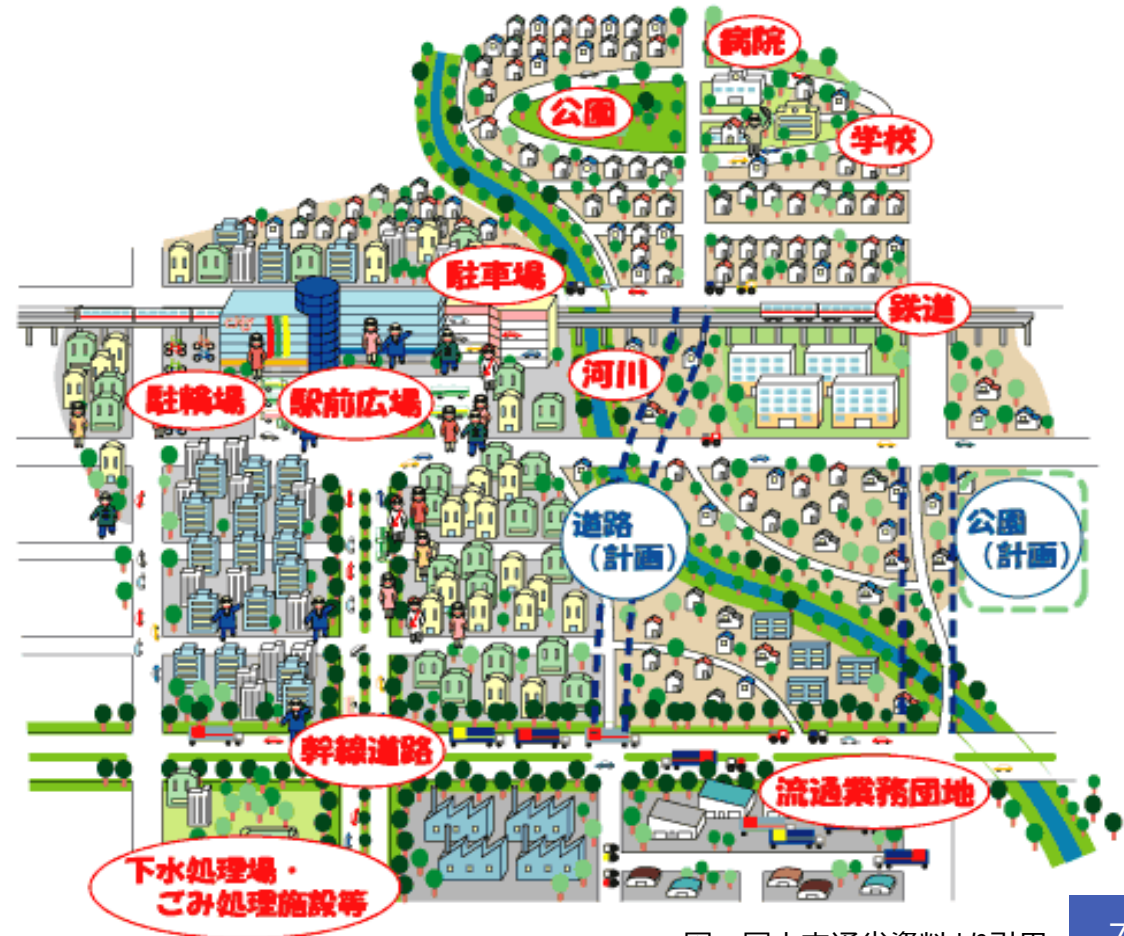 病院
公園
学校
駐車場
鉄道
河川
駐輪場
駅前広場
道路
(計画)
公園
(計画)
幹線道路
流通業務団地
下水処理場・
ごみ処理施設等
7